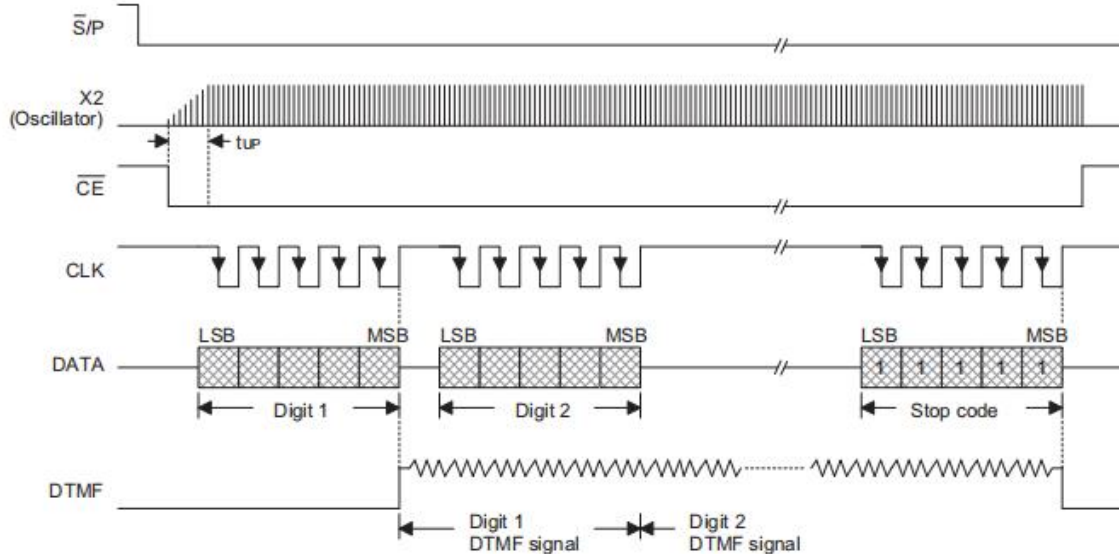 S̅/P
X2
(Oscillator)
tUP
C̅E̅
CLK
LSB MSB LSB MSB LSB MSB
DATA
1 1 1 1 1
Digit 1 Digit 2 Stop code
DTMF
Digit 1 Digit 2
DTMF signal DTMF signal